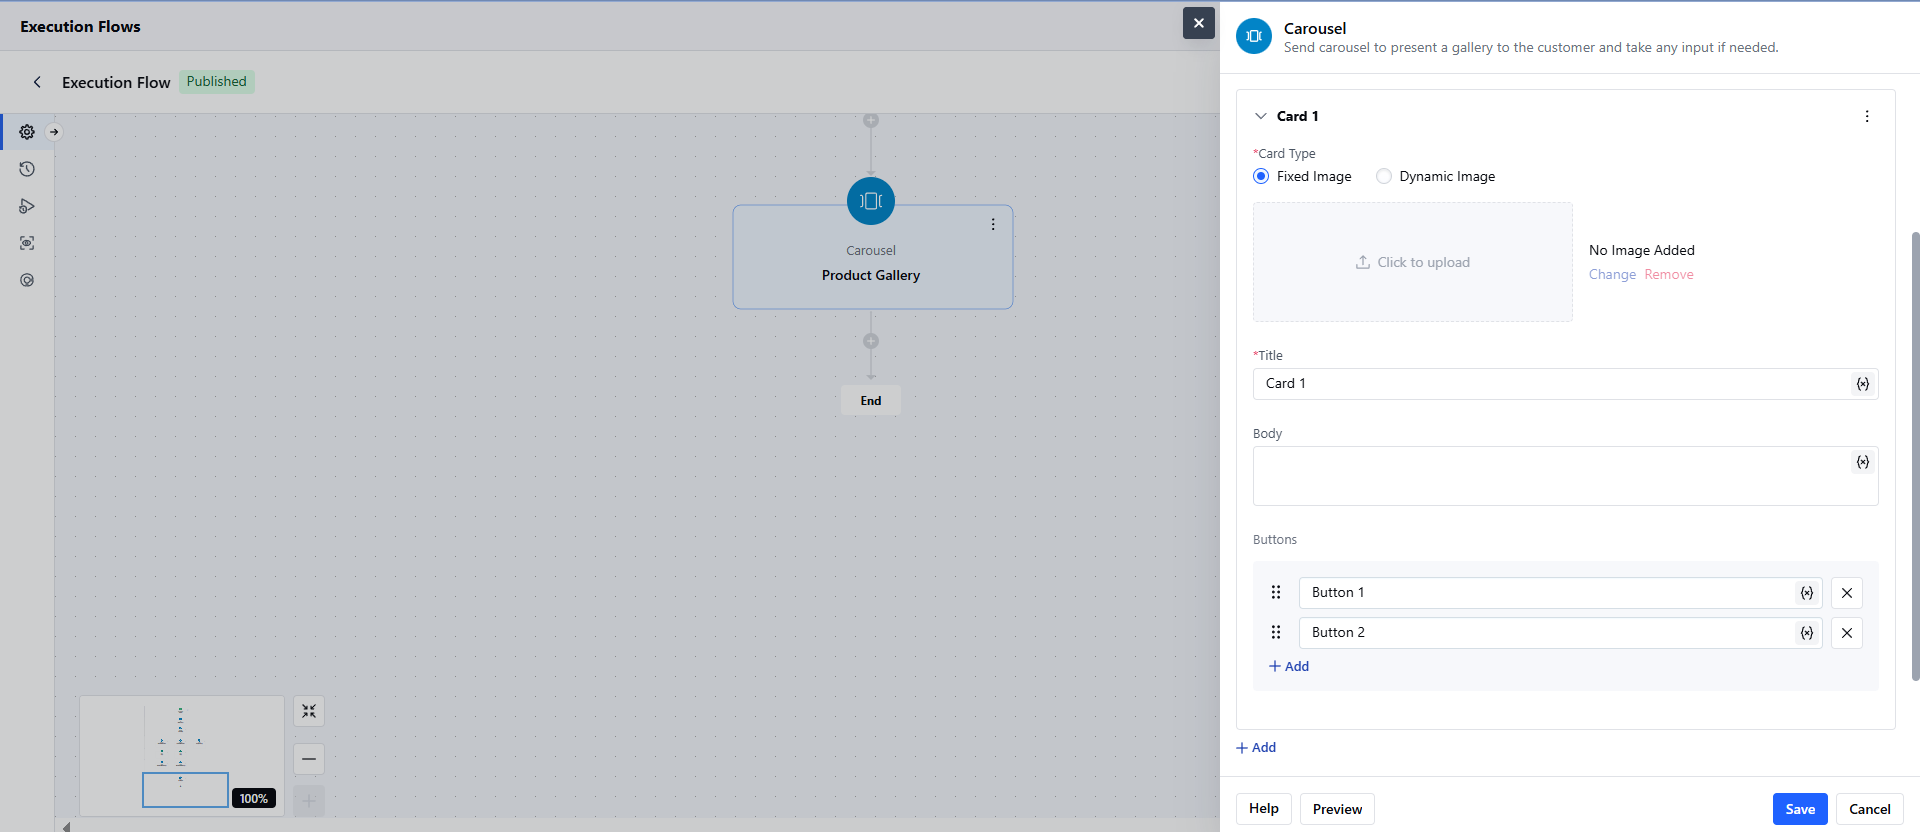 Execution Flows
Execution Flow
Published
Carousel
Product Gallery
End
100%
Carousel
Send carousel to present a gallery to the customer and take any input if needed.
Card 1
*Card Type
Fixed Image
Dynamic Image
Click to upload
No Image Added
Change Remove
*Title
Card 1
{×}
Body
{×}
Buttons
Button 1
{×}
Button 2
{×}
+ Add
+ Add
Help
Preview
Save
Cancel